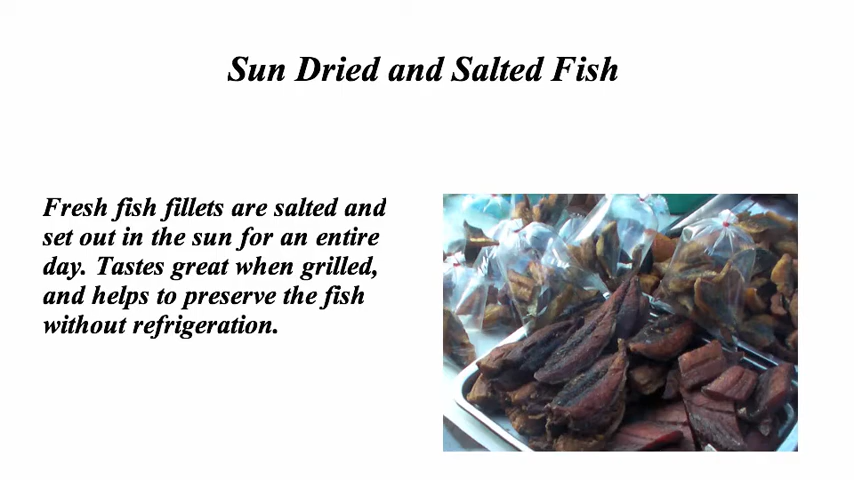 Sun Dried and Salted Fish
Fresh fish fillets are salted and
set out in the sun for an entire
day. Tastes great when grilled,
and helps to preserve the fish
without refrigeration.